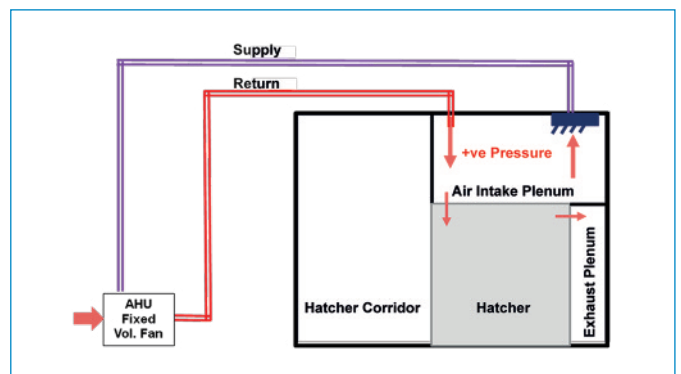 Supply
Return
+ve Pressure
Air Intake Plenum
Exhaust Plenum
AHU
Fixed
Vol. Fan
Hatcher Corridor
Hatcher